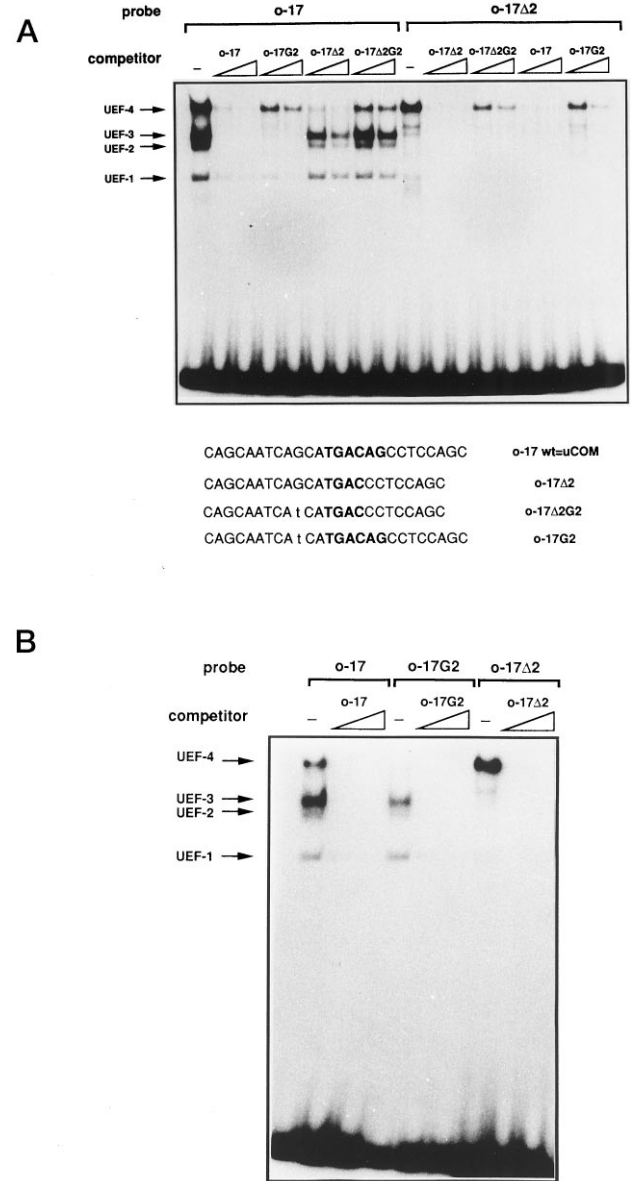 A
probe o-17 o-17Δ2
competitor – o-17 o-17G2 o-17Δ2 o-17Δ2G2 – o-17Δ2 o-17Δ2G2 o-17 o-17G2
UEF-4
UEF-3
UEF-2
UEF-1
CAGCAATCAGCATGACAGCCTCCAGC o-17 wt=uCOM
CAGCAATCAGCATGACCCTCCAGC o-17Δ2
CAGCAATCA t CATGACCCTCCAGC o-17Δ2G2
CAGCAATCA t CATGACAGCCTCCAGC o-17G2
B
probe o-17 o-17G2 o-17Δ2
competitor – o-17 – o-17G2 – o-17Δ2
UEF-4
UEF-3
UEF-2
UEF-1